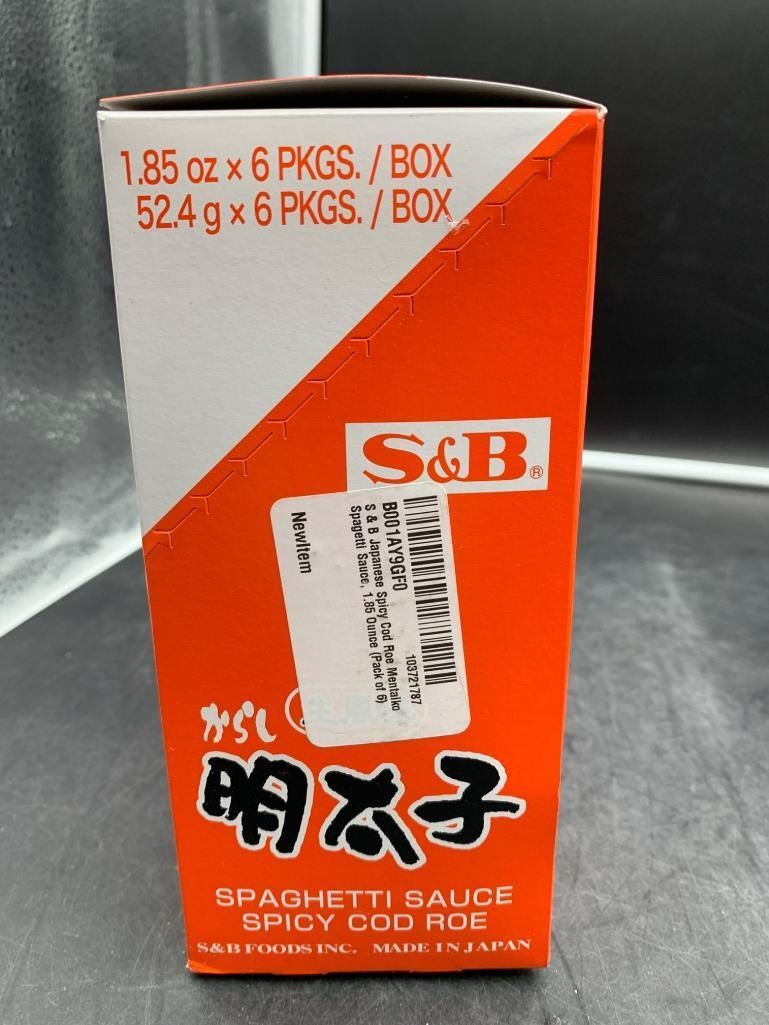 1.85 oz × 6 PKGS. / BOX
52.4 g × 6 PKGS. / BOX
S&B®
103721787
B001AY9GF0
S & B Japanese Spicy Cod Roe Mentaiko
Spagetti Sauce, 1.85 Ounce (Pack of 6)
NewItem
からし
明太子
SPAGHETTI SAUCE
SPICY COD ROE
S&B FOODS INC. MADE IN JAPAN